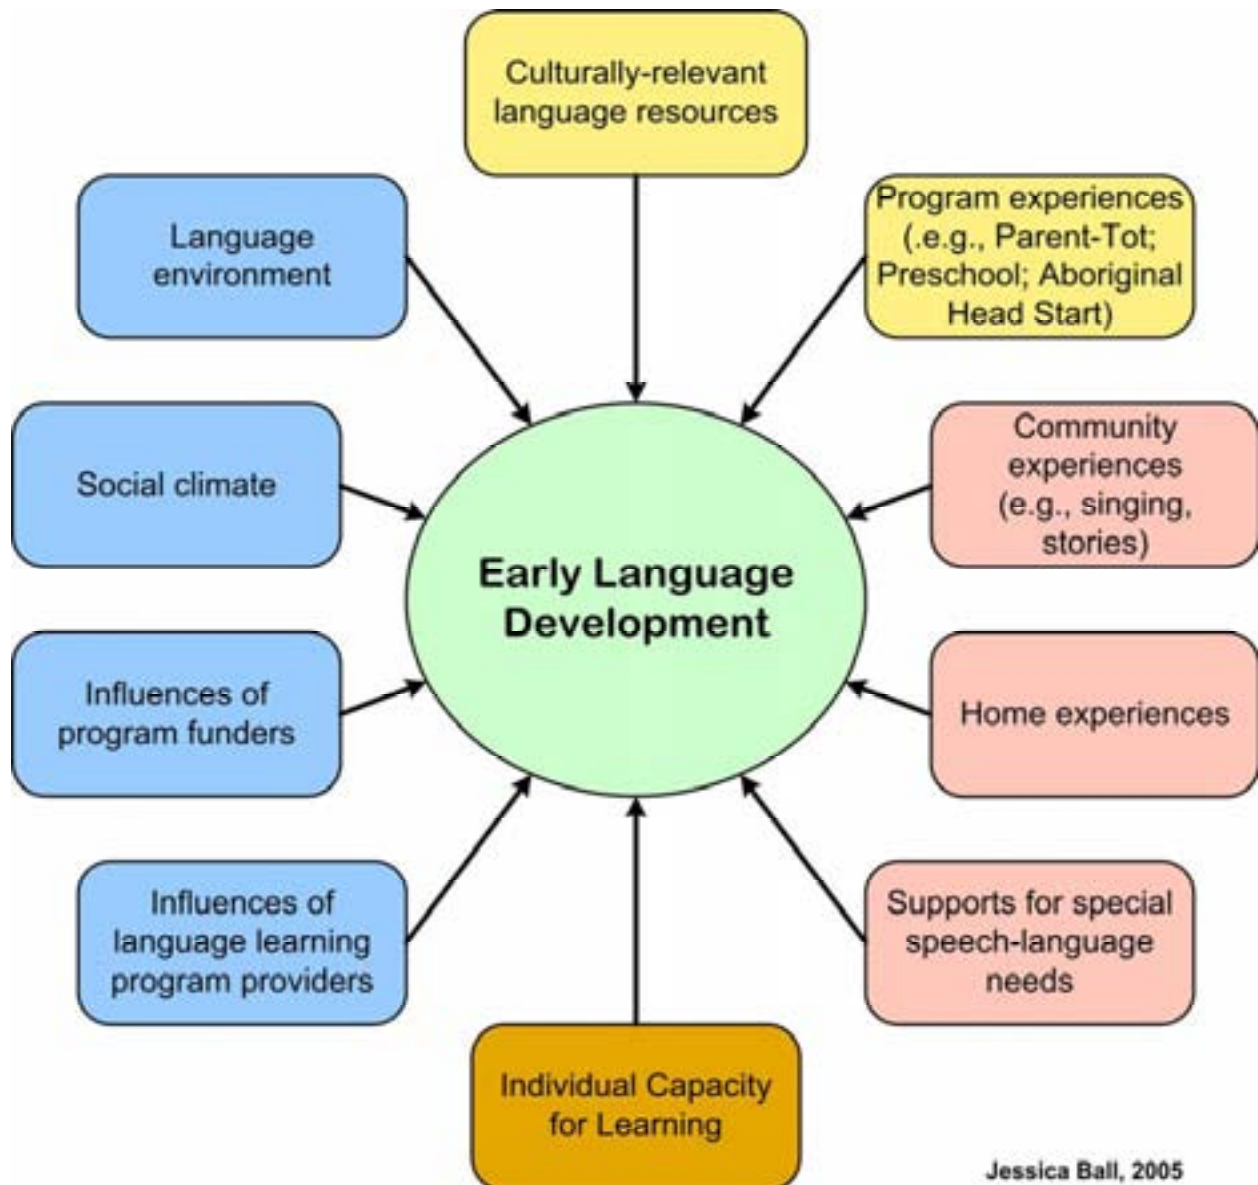 Culturally-relevant
language resources
Language
environment
Program experiences
(.e.g., Parent-Tot;
Preschool; Aboriginal
Head Start)
Social climate
Community
experiences
(e.g., singing,
stories)
Early Language
Development
Influences of
program funders
Home experiences
Influences of
language learning
program providers
Supports for special
speech-language
needs
Individual Capacity
for Learning
Jessica Ball, 2005